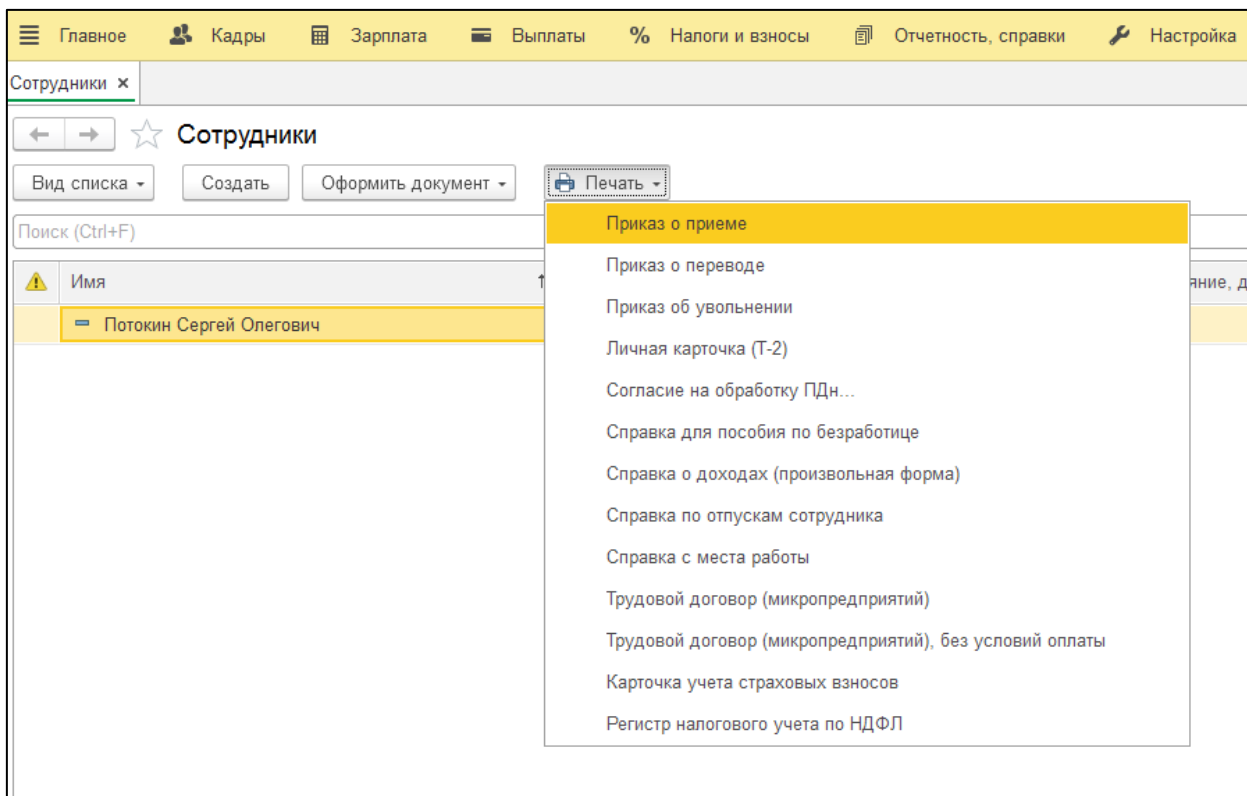 Главное Кадры Зарплата Выплаты % Налоги и взносы Отчетность, справки Настройка
Сотрудники ×
Сотрудники
Вид списка Создать Оформить документ Печать
Поиск (Ctrl+F)
Приказ о приеме
Приказ о переводе
Имя
Приказ об увольнении
Потокин Сергей Олегович
Личная карточка (Т-2)
Согласие на обработку ПДн...
Справка для пособия по безработице
Справка о доходах (произвольная форма)
Справка по отпускам сотрудника
Справка с места работы
Трудовой договор (микропредприятий)
Трудовой договор (микропредприятий), без условий оплаты
Карточка учета страховых взносов
Регистр налогового учета по НДФЛ